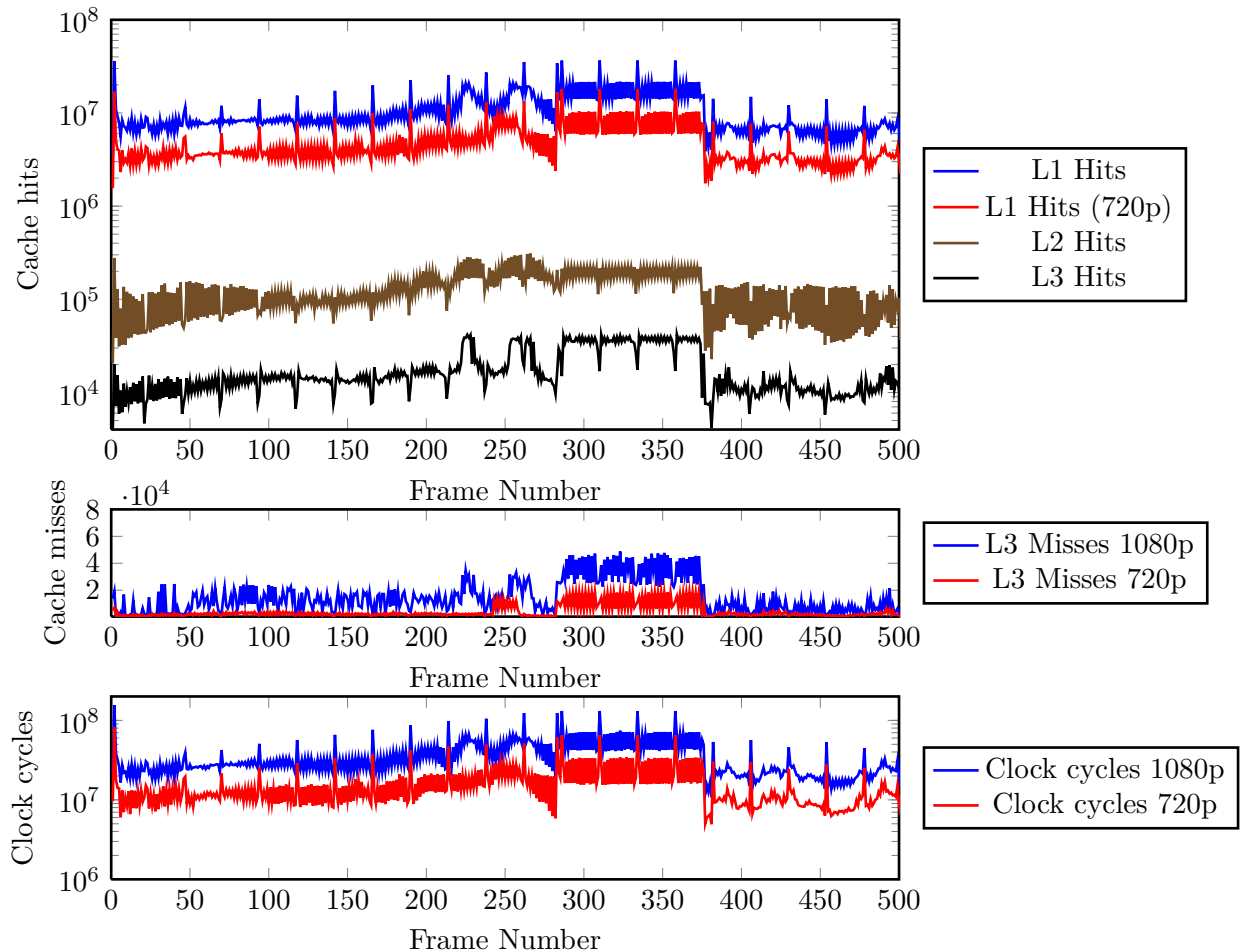 10^8
10^7
10^6
10^5
10^4
Cache hits
0 50 100 150 200 250 300 350 400 450 500
Frame Number
L1 Hits
L1 Hits (720p)
L2 Hits
L3 Hits
·10^4
8
6
4
2
Cache misses
0 50 100 150 200 250 300 350 400 450 500
Frame Number
L3 Misses 1080p
L3 Misses 720p
10^8
10^7
10^6
Clock cycles
0 50 100 150 200 250 300 350 400 450 500
Frame Number
Clock cycles 1080p
Clock cycles 720p